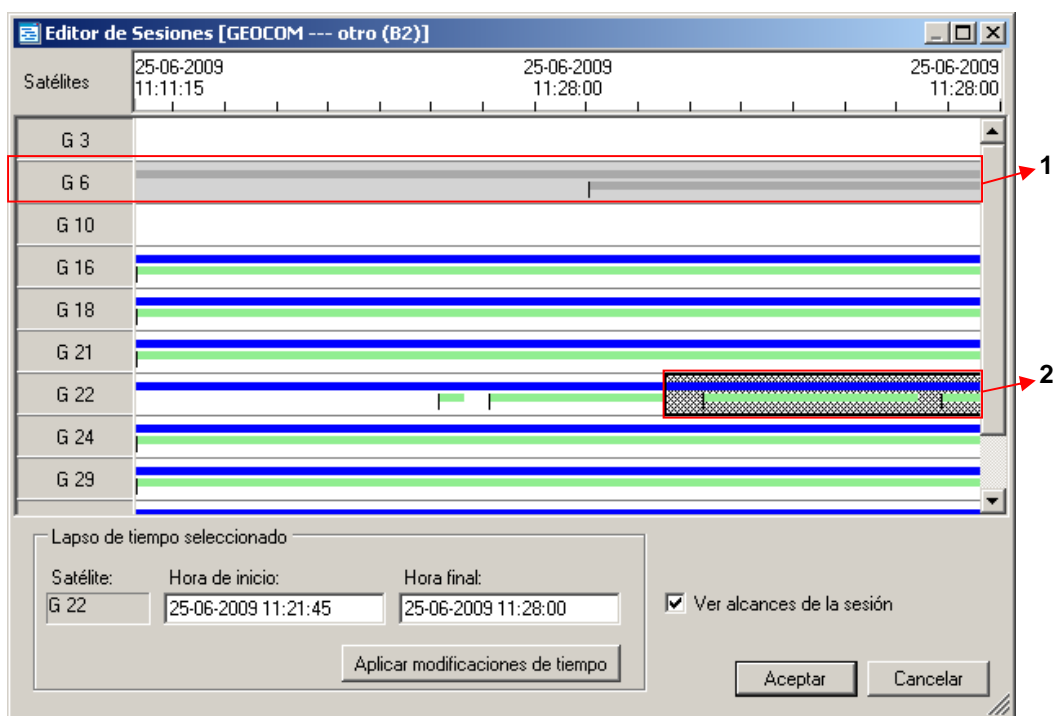 Editor de Sesiones [GEOCOM --- otro (B2)]
Satélites
25-06-2009 25-06-2009 25-06-2009
11:11:15 11:28:00 11:28:00
G 3
G 6
1
G 10
G 16
G 18
G 21
G 22
2
G 24
G 29
Lapso de tiempo seleccionado
Satélite: Hora de inicio: Hora final:
G 22 25-06-2009 11:21:45 25-06-2009 11:28:00
Ver alcances de la sesión
Aplicar modificaciones de tiempo
Aceptar Cancelar